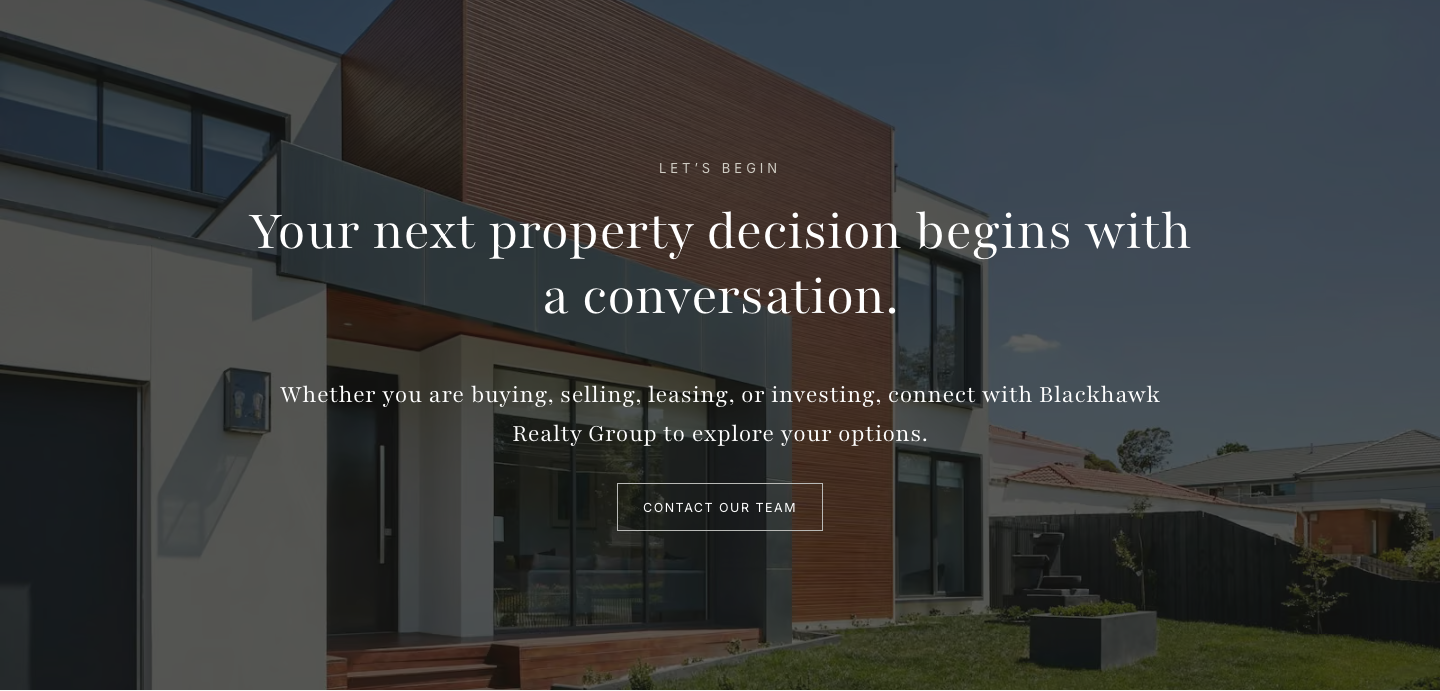 LET'S BEGIN
Your next property decision begins with
a conversation.
Whether you are buying, selling, leasing, or investing, connect with Blackhawk
Realty Group to explore your options.
CONTACT OUR TEAM